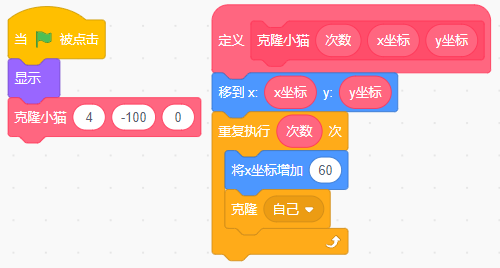 当 被点击
显示
克隆小猫 4 -100 0
定义 克隆小猫 次数 x坐标 y坐标
移到 x: x坐标 y: y坐标
重复执行 次数 次
将x坐标增加 60
克隆 自己